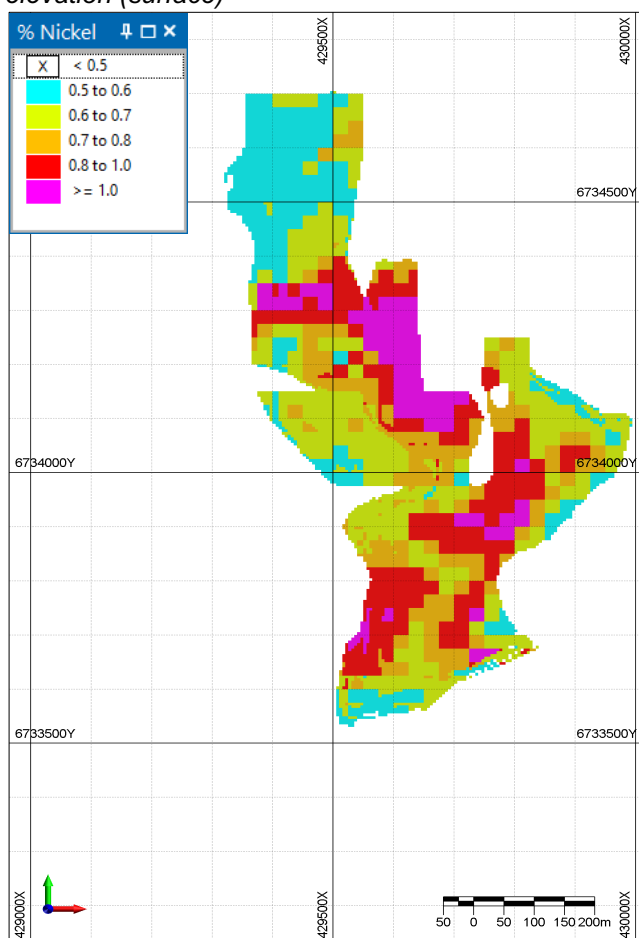 elevation (surface)
% Nickel
X < 0.5
0.5 to 0.6
0.6 to 0.7
0.7 to 0.8
0.8 to 1.0
>= 1.0
429500X
430000X
6734500Y
6734500Y
6734000Y
6734000Y
6733500Y
6733500Y
429000X
429500X
430000X
50 0 50 100 150 200m